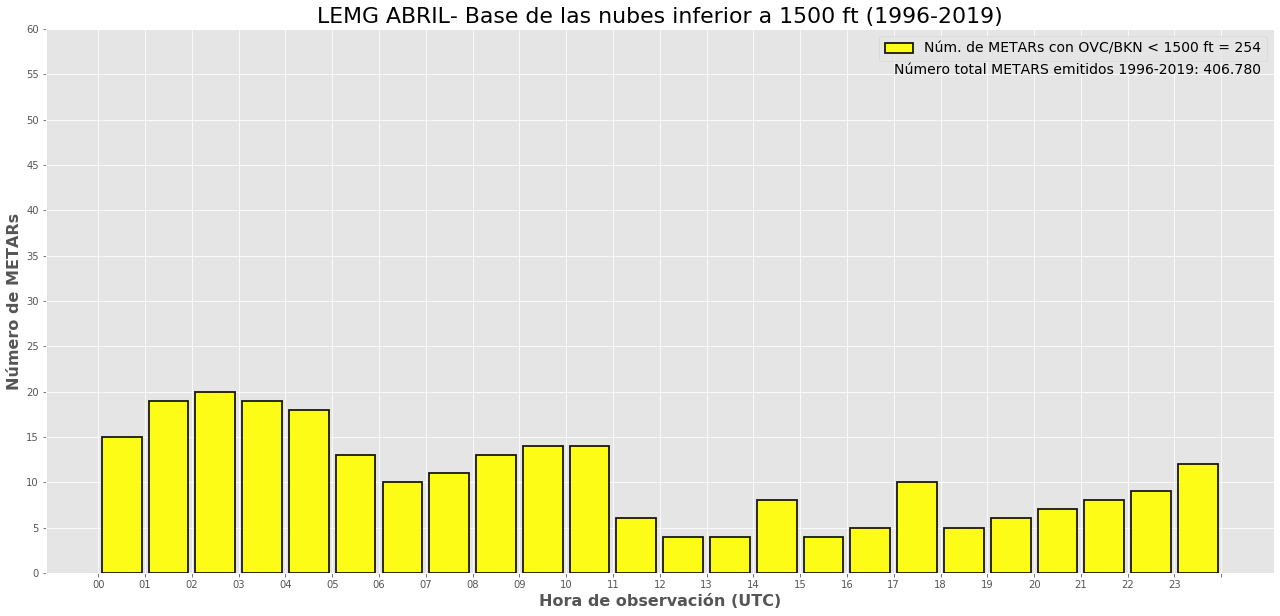 LEMG ABRIL- Base de las nubes inferior a 1500 ft (1996-2019)
Núm. de METARs con OVC/BKN < 1500 ft = 254
Número total METARS emitidos 1996-2019: 406.780
Número de METARs
60
55
50
45
40
35
30
25
20
15
10
5
0
00 01 02 03 04 05 06 07 08 09 10 11 12 13 14 15 16 17 18 19 20 21 22 23
Hora de observación (UTC)